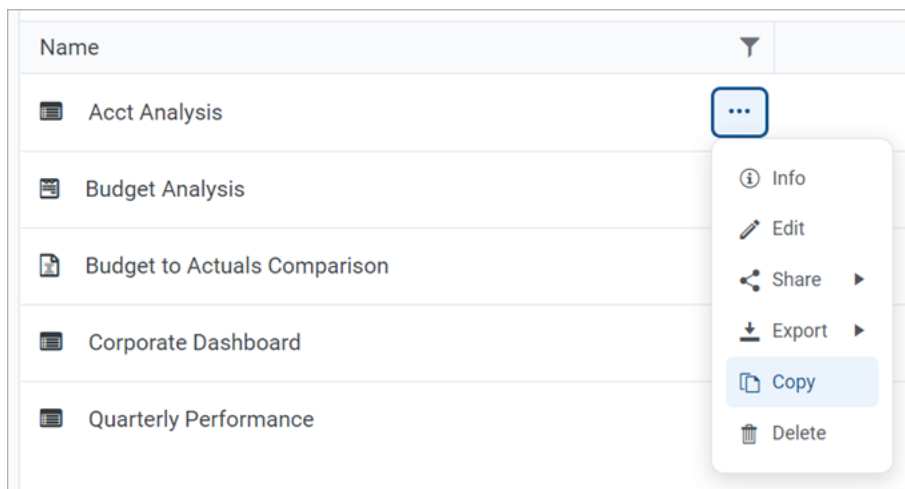 Name
Acct Analysis
Budget Analysis
Budget to Actuals Comparison
Corporate Dashboard
Quarterly Performance
Info
Edit
Share
Export
Copy
Delete